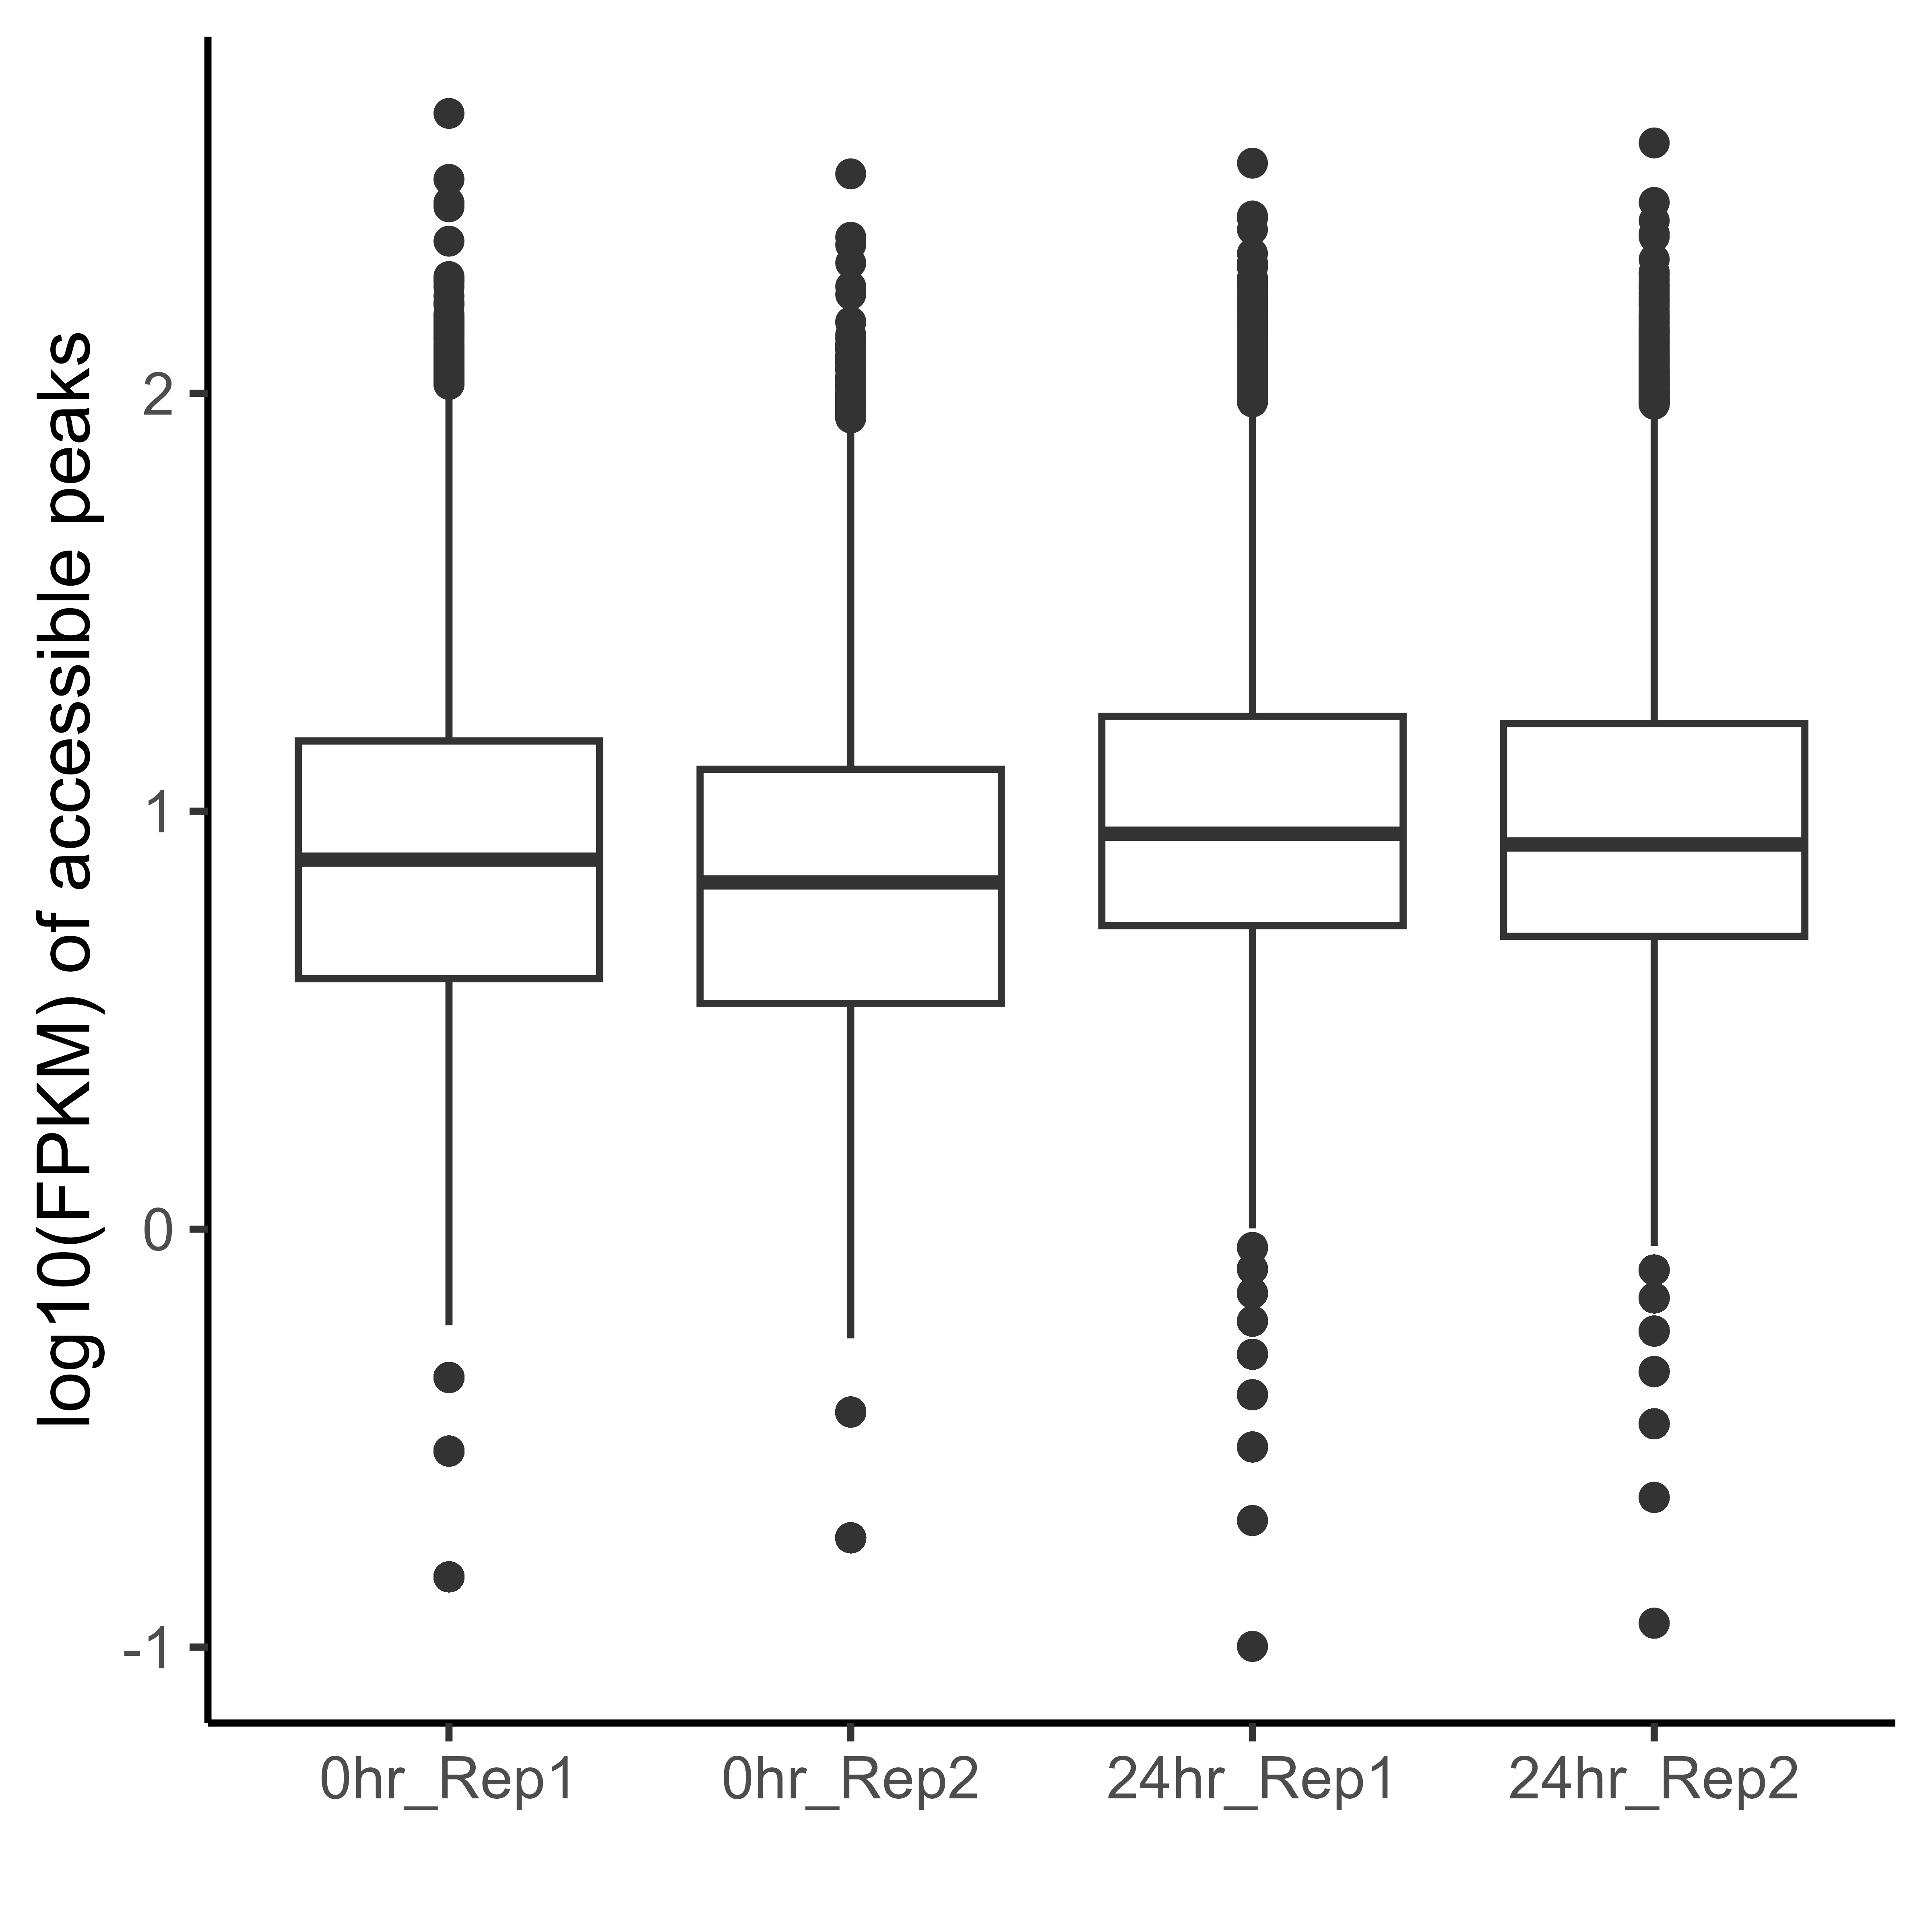 log10(FPKM) of accessible peaks
2
1
0
-1
0hr_Rep1
0hr_Rep2
24hr_Rep1
24hr_Rep2